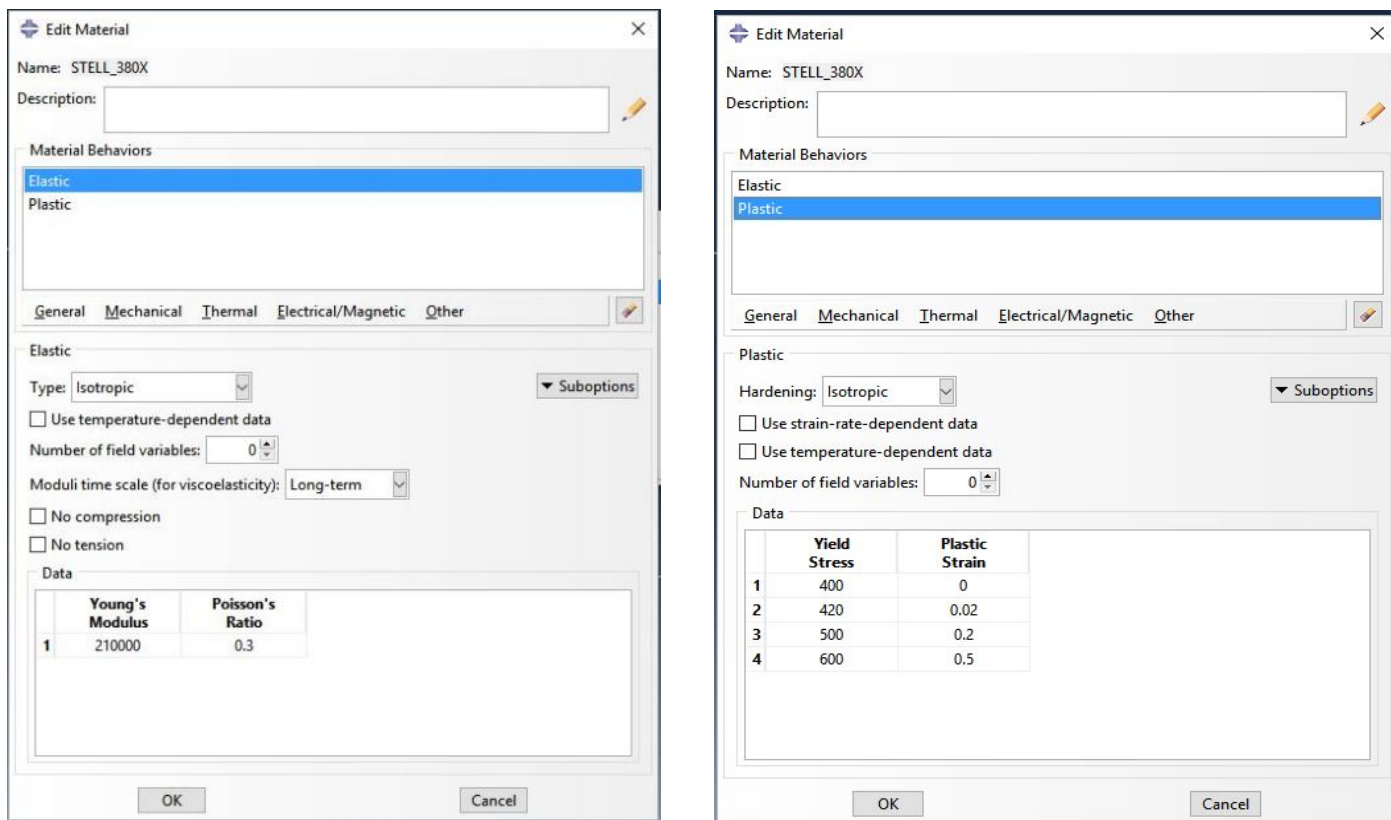 Edit Material
Name: STELL_380X
Description:
Material Behaviors
Elastic
Plastic
General Mechanical Thermal Electrical/Magnetic Other
Elastic
Type: Isotropic
Suboptions
Use temperature-dependent data
Number of field variables: 0
Moduli time scale (for viscoelasticity): Long-term
No compression
No tension
Data
Young's Modulus Poisson's Ratio
1 210000 0.3
OK Cancel
Edit Material
Name: STELL_380X
Description:
Material Behaviors
Elastic
Plastic
General Mechanical Thermal Electrical/Magnetic Other
Plastic
Hardening: Isotropic
Suboptions
Use strain-rate-dependent data
Use temperature-dependent data
Number of field variables: 0
Data
Yield Stress Plastic Strain
1 400 0
2 420 0.02
3 500 0.2
4 600 0.5
OK Cancel